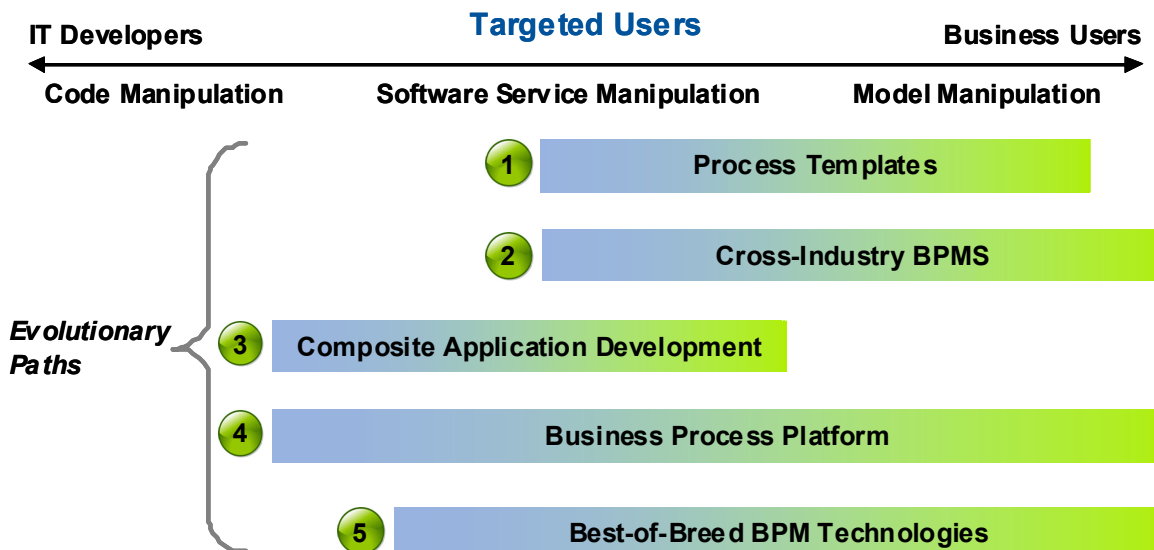 Targeted Users
IT Developers
Business Users
Code Manipulation
Software Service Manipulation
Model Manipulation
Evolutionary
Paths
1
Process Templates
2
Cross-Industry BPMS
3
Composite Application Development
4
Business Process Platform
5
Best-of-Breed BPM Technologies